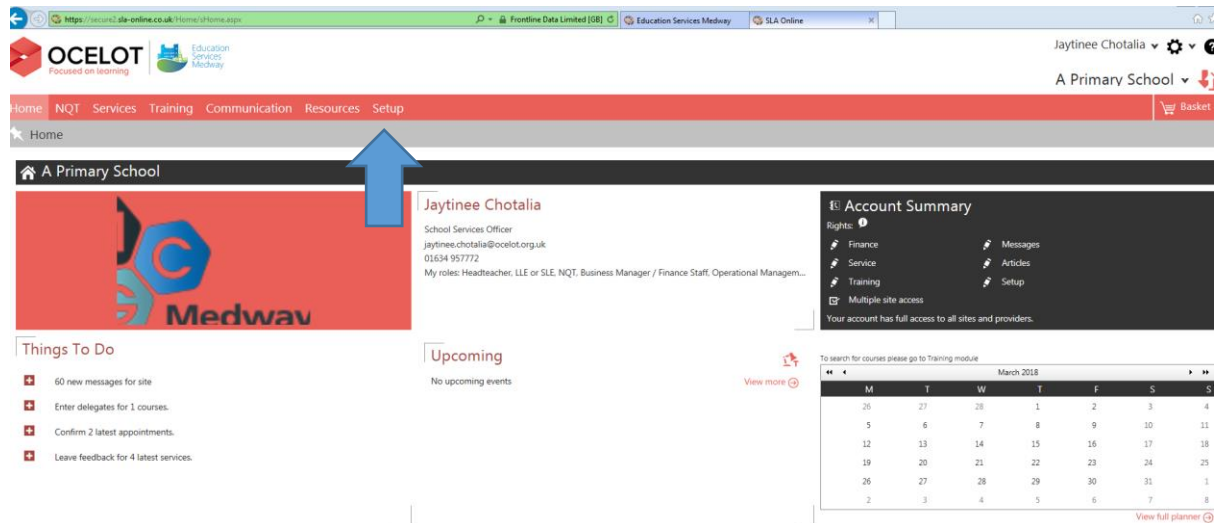 https://secure2.sla-online.co.uk/Home/sHome.aspx
Frontline Data Limited [GB]
Education Services Medway
SLA Online
OCELOT
Focused on learning
Education
Services
Medway
Jaytinee Chotalia
A Primary School
Home NQT Services Training Communication Resources Setup
Basket
Home
A Primary School
Medway
Jaytinee Chotalia
School Services Officer
jaytinee.chotalia@ocelot.org.uk
01634 957772
My roles: Headteacher, LLE or SLE, NQT, Business Manager / Finance Staff, Operational Managem...
Account Summary
Rights:
Finance Messages
Service Articles
Training Setup
Multiple site access
Your account has full access to all sites and providers.
Things To Do
60 new messages for site
Enter delegates for 1 courses.
Confirm 2 latest appointments.
Leave feedback for 4 latest services.
Upcoming
No upcoming events
View more
To search for courses please go to Training module
March 2018
M T W T F S S
26 27 28 1 2 3 4
5 6 7 8 9 10 11
12 13 14 15 16 17 18
19 20 21 22 23 24 25
26 27 28 29 30 31 1
2 3 4 5 6 7 8
View full planner